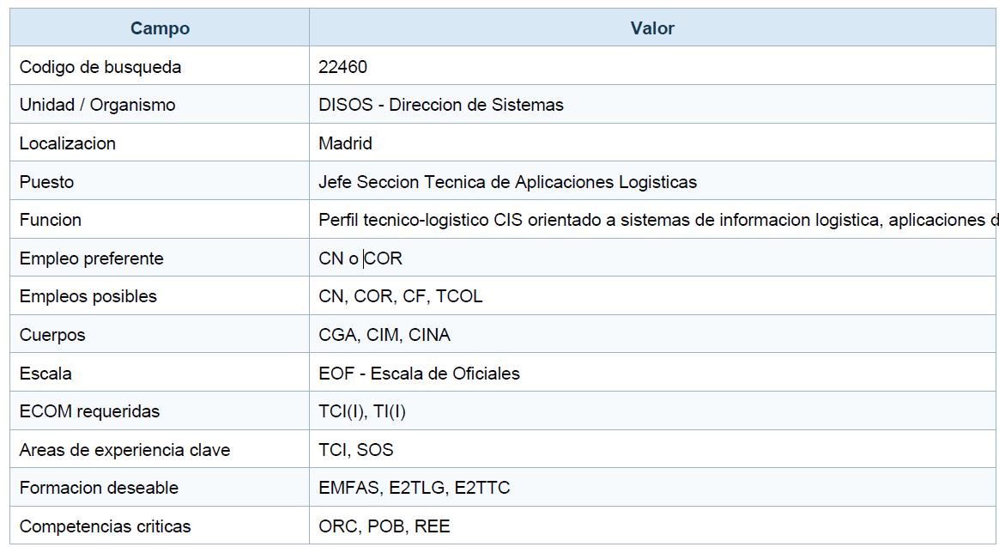 Campo Valor
Codigo de busqueda 22460
Unidad / Organismo DISOS - Direccion de Sistemas
Localizacion Madrid
Puesto Jefe Seccion Tecnica de Aplicaciones Logisticas
Funcion Perfil tecnico-logistico CIS orientado a sistemas de informacion logistica, aplicaciones
Empleo preferente CN o COR
Empleos posibles CN, COR, CF, TCOL
Cuerpos CGA, CIM, CINA
Escala EOF - Escala de Oficiales
ECOM requeridas TCI(I), TI(I)
Areas de experiencia clave TCI, SOS
Formacion deseable EMFAS, E2TLG, E2TTC
Competencias criticas ORC, POB, REE